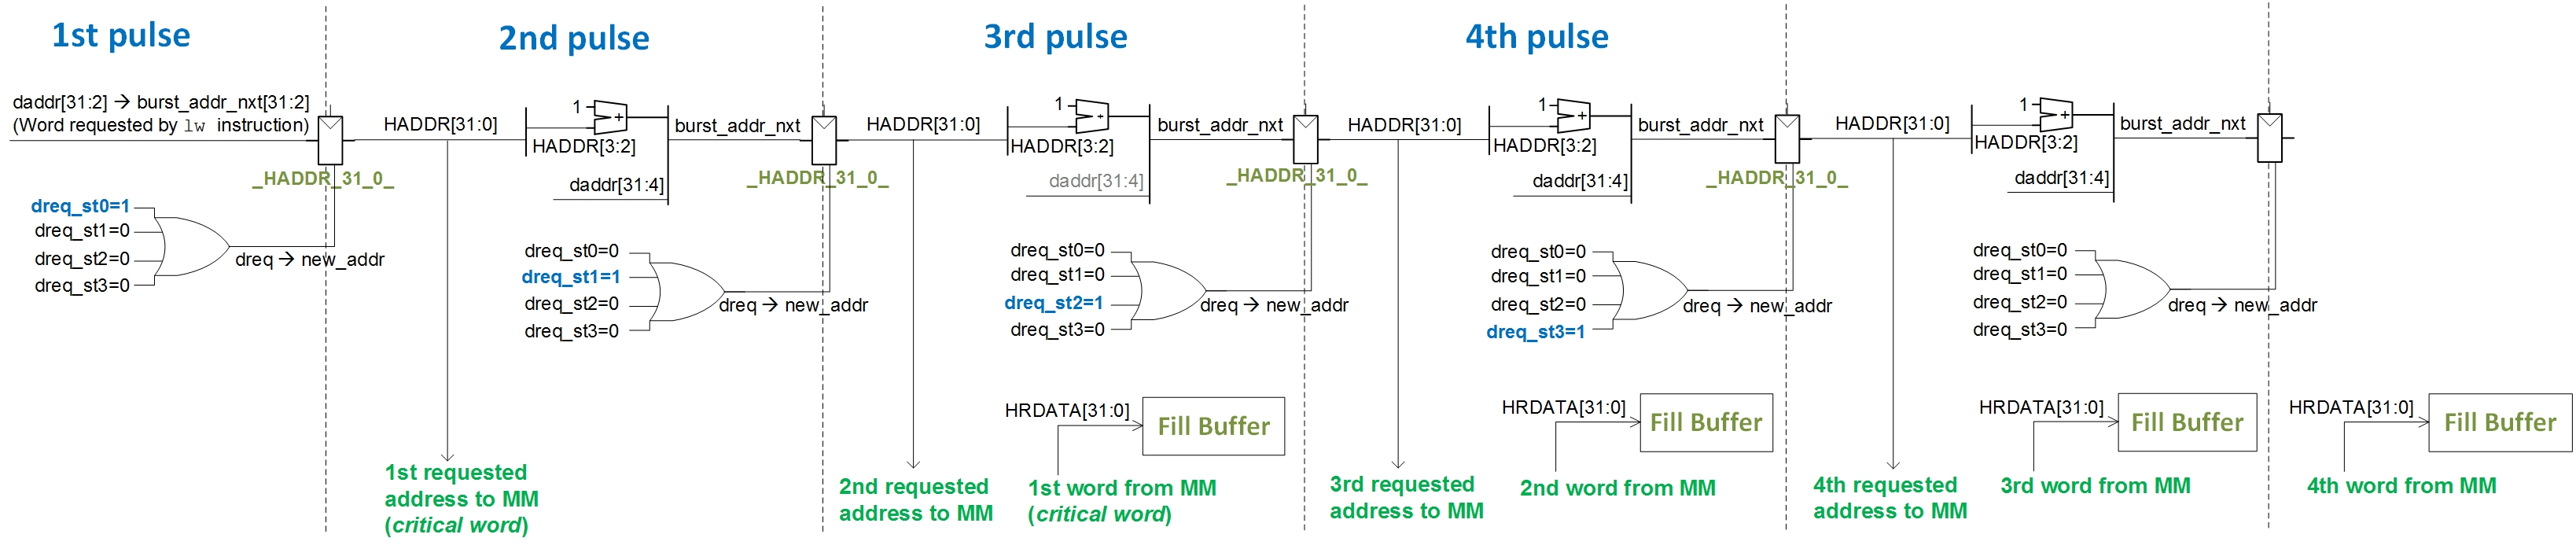 1st pulse
daddr[31:2] → burst_addr_nxt[31:2]
(Word requested by lw instruction)
_HADDR_31_0_
dreq_st0=1
dreq_st1=0
dreq_st2=0
dreq_st3=0
dreq → new_addr
2nd pulse
HADDR[31:0]
1
+
HADDR[3:2]
burst_addr_nxt
daddr[31:4]
_HADDR_31_0_
dreq_st0=0
dreq_st1=1
dreq_st2=0
dreq_st3=0
dreq → new_addr
1st requested
address to MM
(critical word)
3rd pulse
HADDR[31:0]
1
+
HADDR[3:2]
burst_addr_nxt
daddr[31:4]
_HADDR_31_0_
dreq_st0=0
dreq_st1=0
dreq_st2=1
dreq_st3=0
dreq → new_addr
HRDATA[31:0]
Fill Buffer
2nd requested
address to MM
1st word from MM
(critical word)
4th pulse
HADDR[31:0]
1
+
HADDR[3:2]
burst_addr_nxt
daddr[31:4]
_HADDR_31_0_
dreq_st0=0
dreq_st1=0
dreq_st2=0
dreq_st3=1
dreq → new_addr
HRDATA[31:0]
Fill Buffer
3rd requested
address to MM
2nd word from MM
HADDR[31:0]
1
+
HADDR[3:2]
burst_addr_nxt
daddr[31:4]
dreq_st0=0
dreq_st1=0
dreq_st2=0
dreq_st3=0
dreq → new_addr
HRDATA[31:0]
Fill Buffer
4th requested
address to MM
3rd word from MM
HRDATA[31:0]
Fill Buffer
4th word from MM